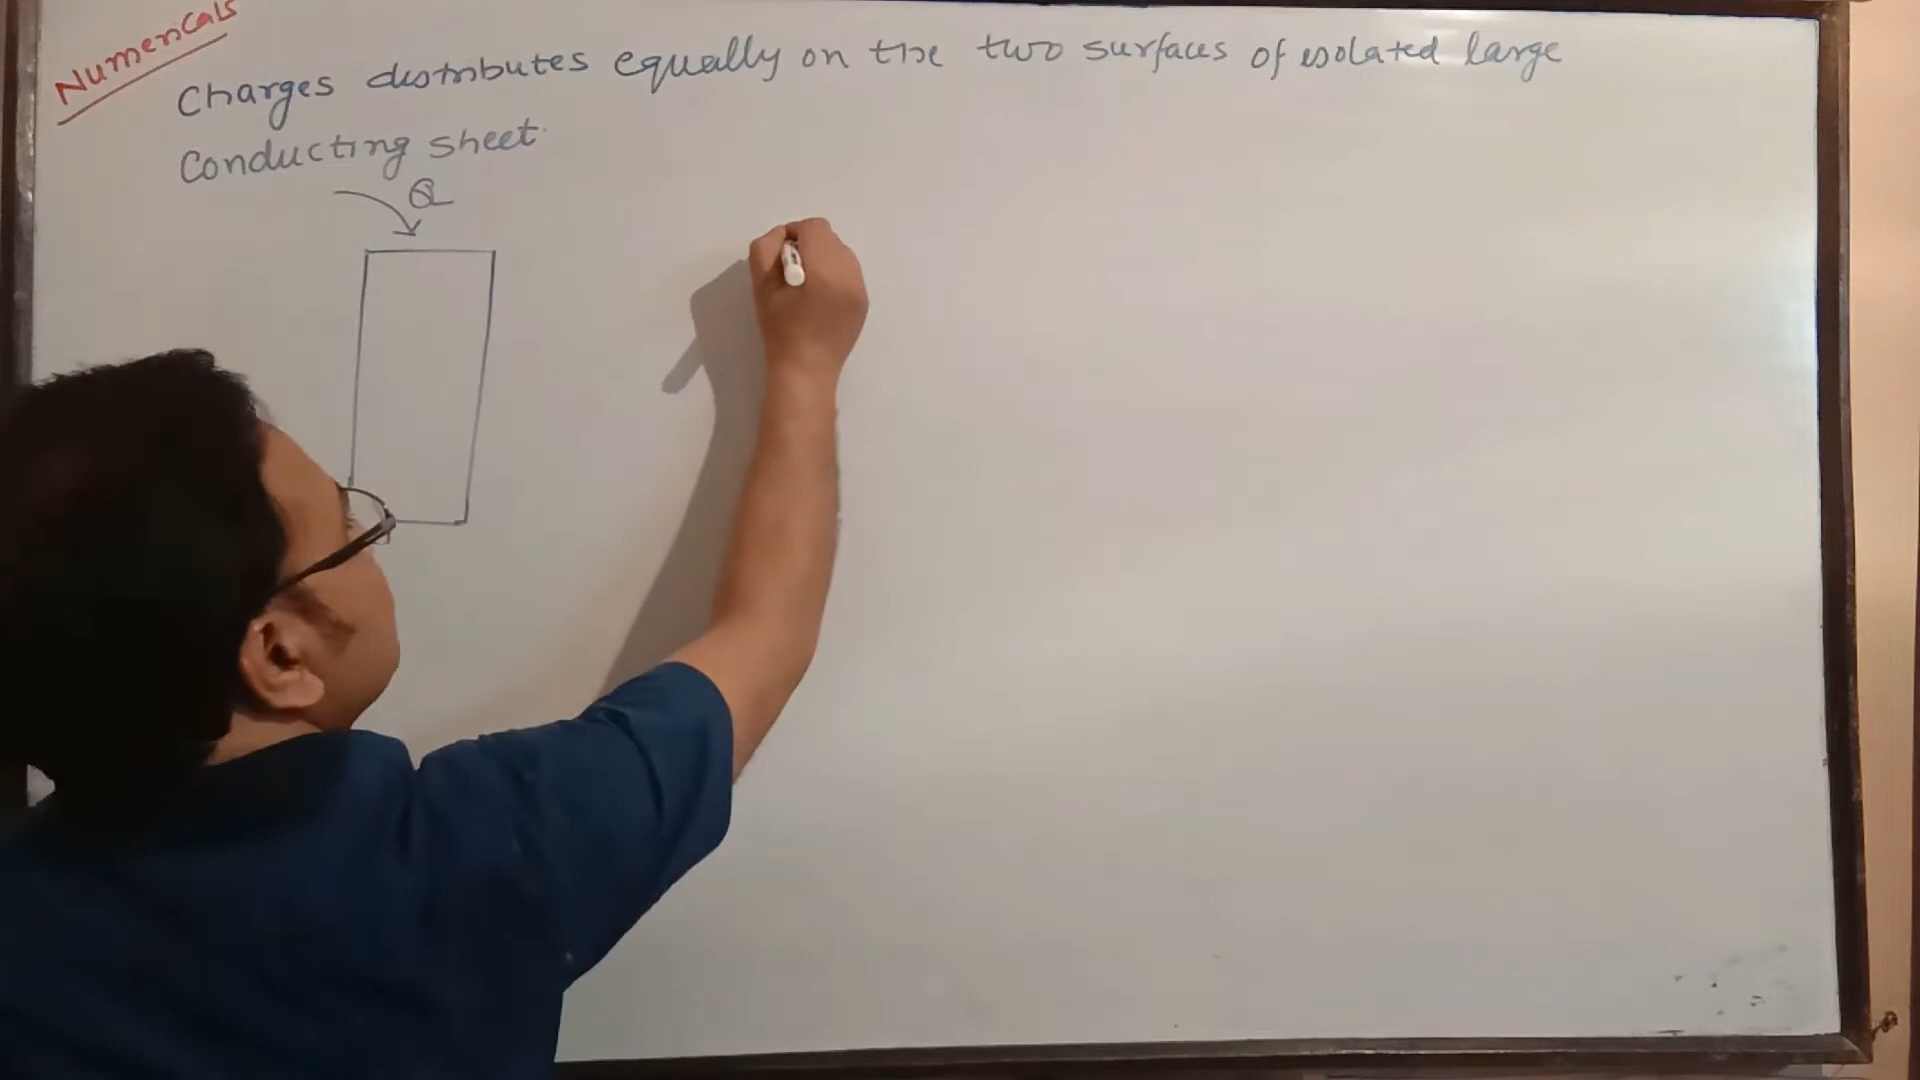 Numericals
Charges distributes equally on the two surfaces of isolated large
Conducting sheet.
Q